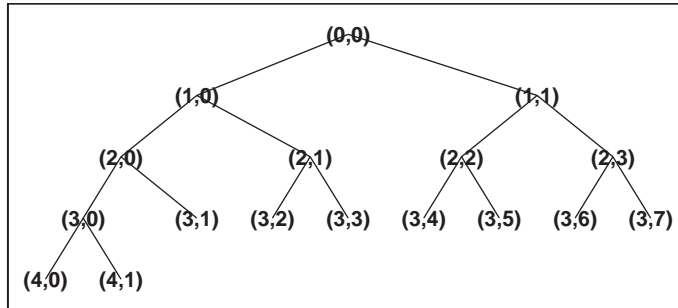 (0,0)
(1,0) (1,1)
(2,0) (2,1) (2,2) (2,3)
(3,0) (3,1) (3,2) (3,3) (3,4) (3,5) (3,6) (3,7)
(4,0) (4,1)